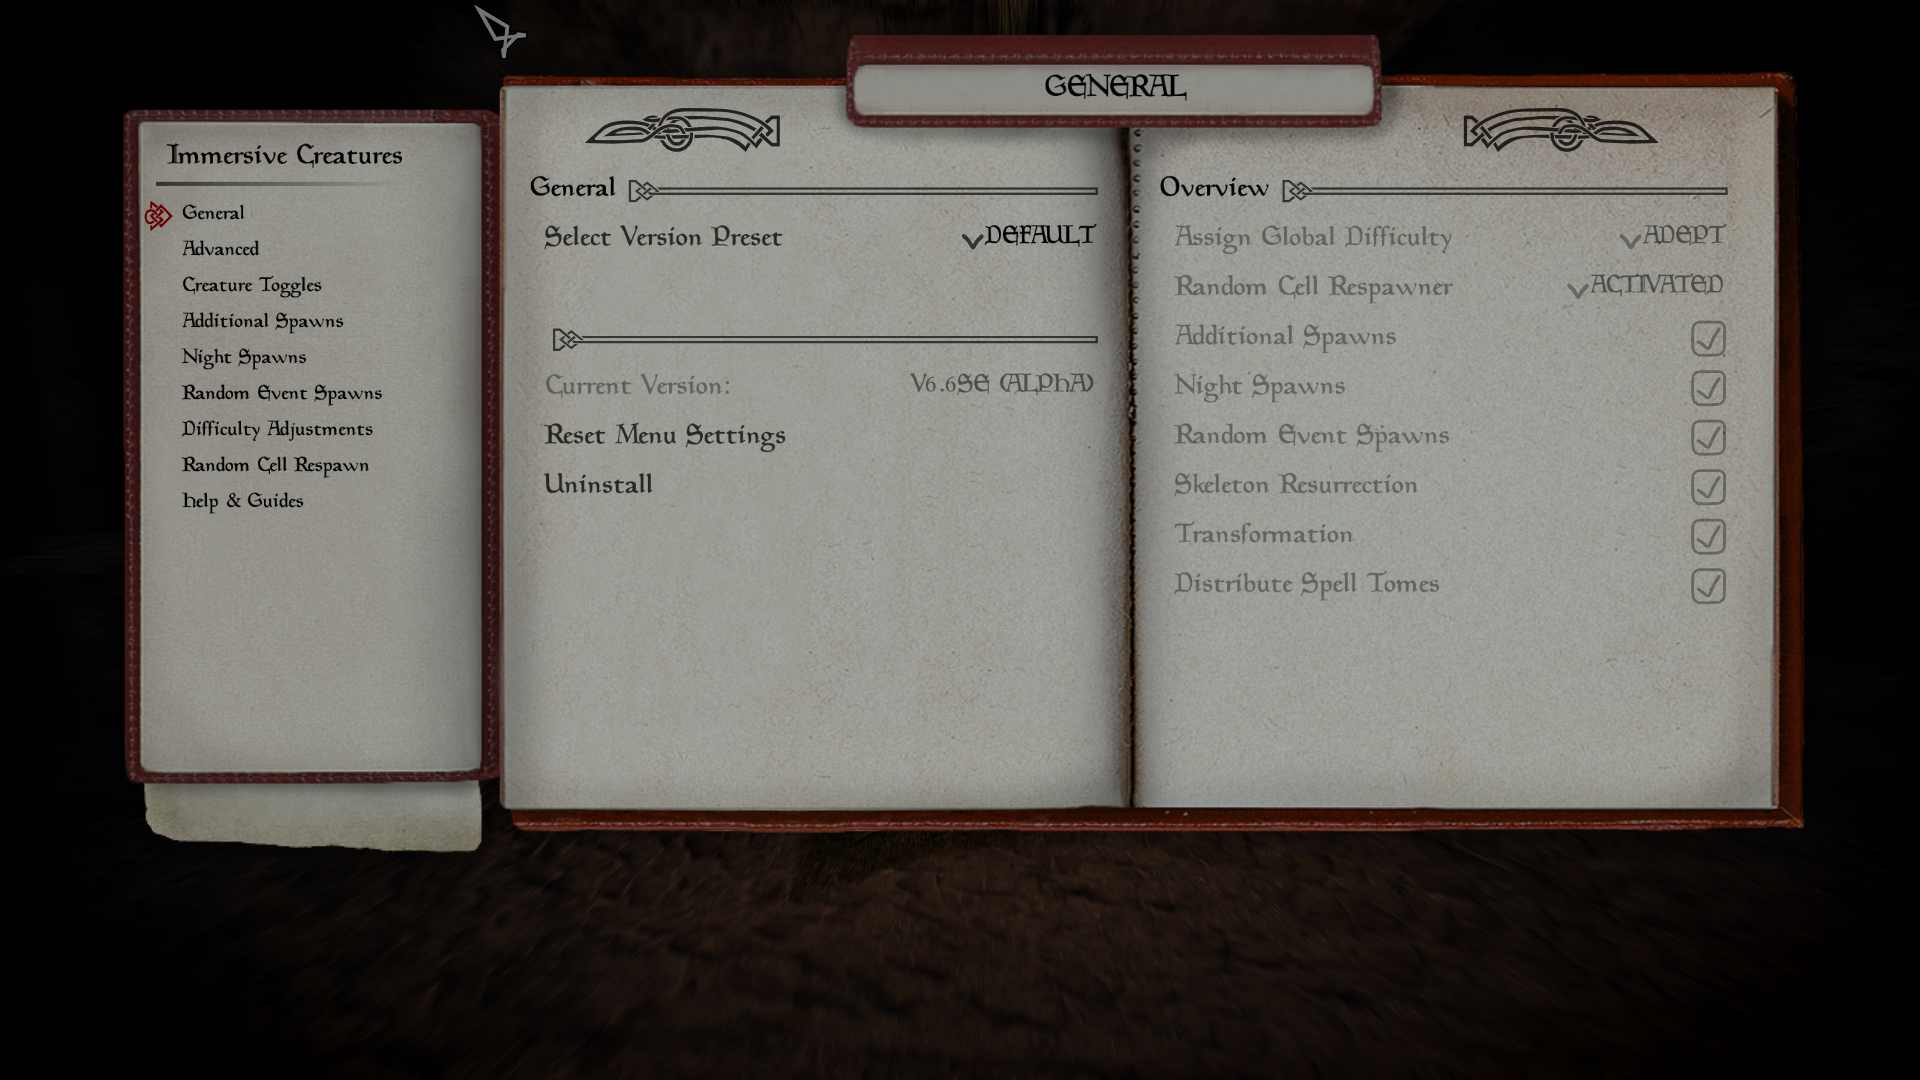 GENERAL
Immersive Creatures
General
Advanced
Creature Toggles
Additional Spawns
Night Spawns
Random Event Spawns
Difficulty Adjustments
Random Cell Respawn
Help & Guides
General
Select Version Preset DEFAULT
Current Version: V6.6SE (ALPHA)
Reset Menu Settings
Uninstall
Overview
Assign Global Difficulty ADEPT
Random Cell Respawner ACTIVATED
Additional Spawns
Night Spawns
Random Event Spawns
Skeleton Resurrection
Transformation
Distribute Spell Tomes